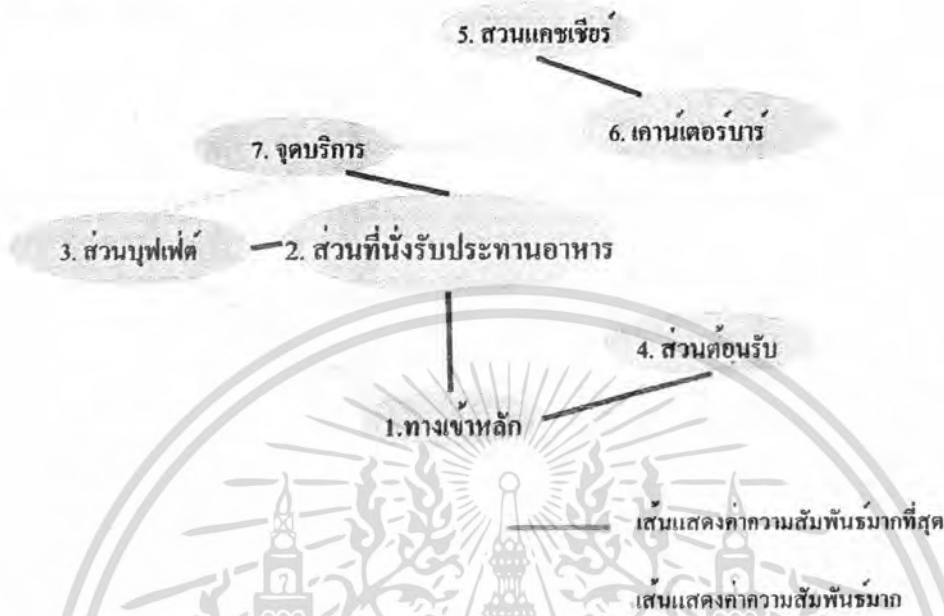 5. สวนแคชเชียร์
6. เคาน์เตอร์บาร์
7. จุดบริการ
3. ส่วนบุฟเฟ่ต์
2. ส่วนที่นั่งรับประทานอาหาร
4. ส่วนต้อนรับ
1.ทางเข้าหลัก
เส้นแสดงค่าความสัมพันธ์มากที่สุด
เส้นแสดงค่าความสัมพันธ์มาก